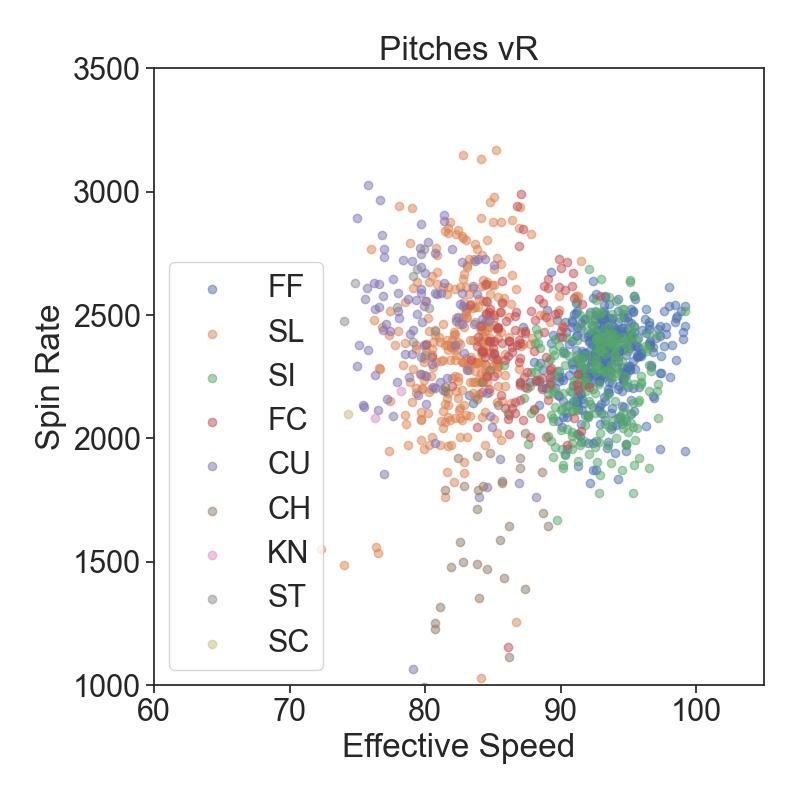 Pitches vR
3500
3000
2500
2000
1500
1000
Spin Rate
FF
SL
SI
FC
CU
CH
KN
ST
SC
60 70 80 90 100
Effective Speed